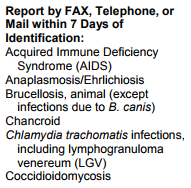 Report by FAX, Telephone, or
Mail within 7 Days of
Identification:
Acquired Immune Deficiency
Syndrome (AIDS)
Anaplasmosis/Ehrlichiosis
Brucellosis, animal (except
infections due to B. canis)
Chancroid
Chlamydia trachomatis infections,
including lymphogranuloma
venereum (LGV)
Coccidioidomycosis